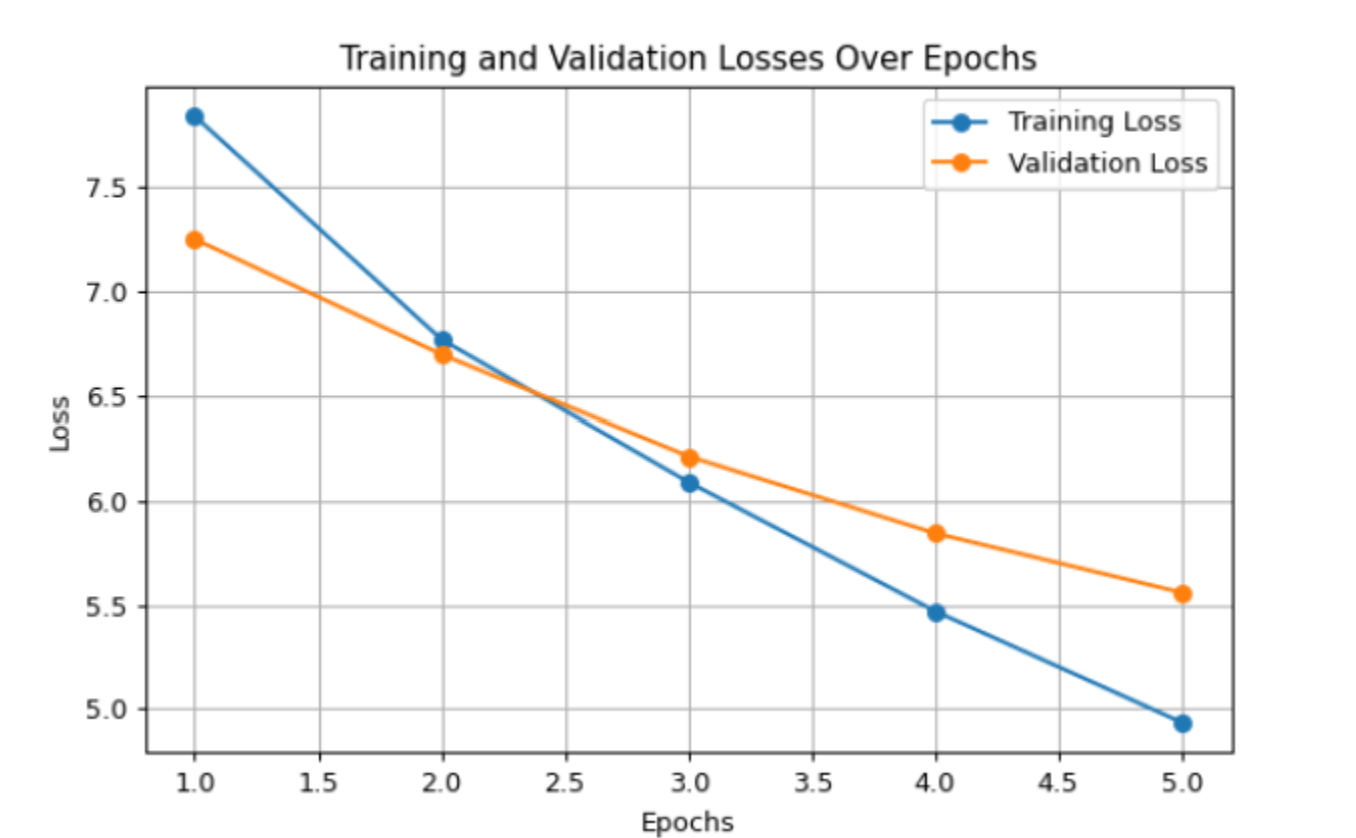 Training and Validation Losses Over Epochs
Training Loss
Validation Loss
7.5
7.0
6.5
6.0
5.5
5.0
Loss
1.0 1.5 2.0 2.5 3.0 3.5 4.0 4.5 5.0
Epochs